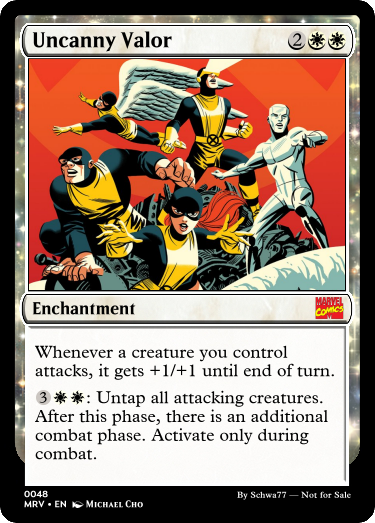 Uncanny Valor 2
Enchantment
MARVEL
COMICS
Whenever a creature you control
attacks, it gets +1/+1 until end of turn.
3 : Untap all attacking creatures.
After this phase, there is an additional
combat phase. Activate only during
combat.
0048
MRV • EN Michael Cho
By Schwa77 — Not for Sale